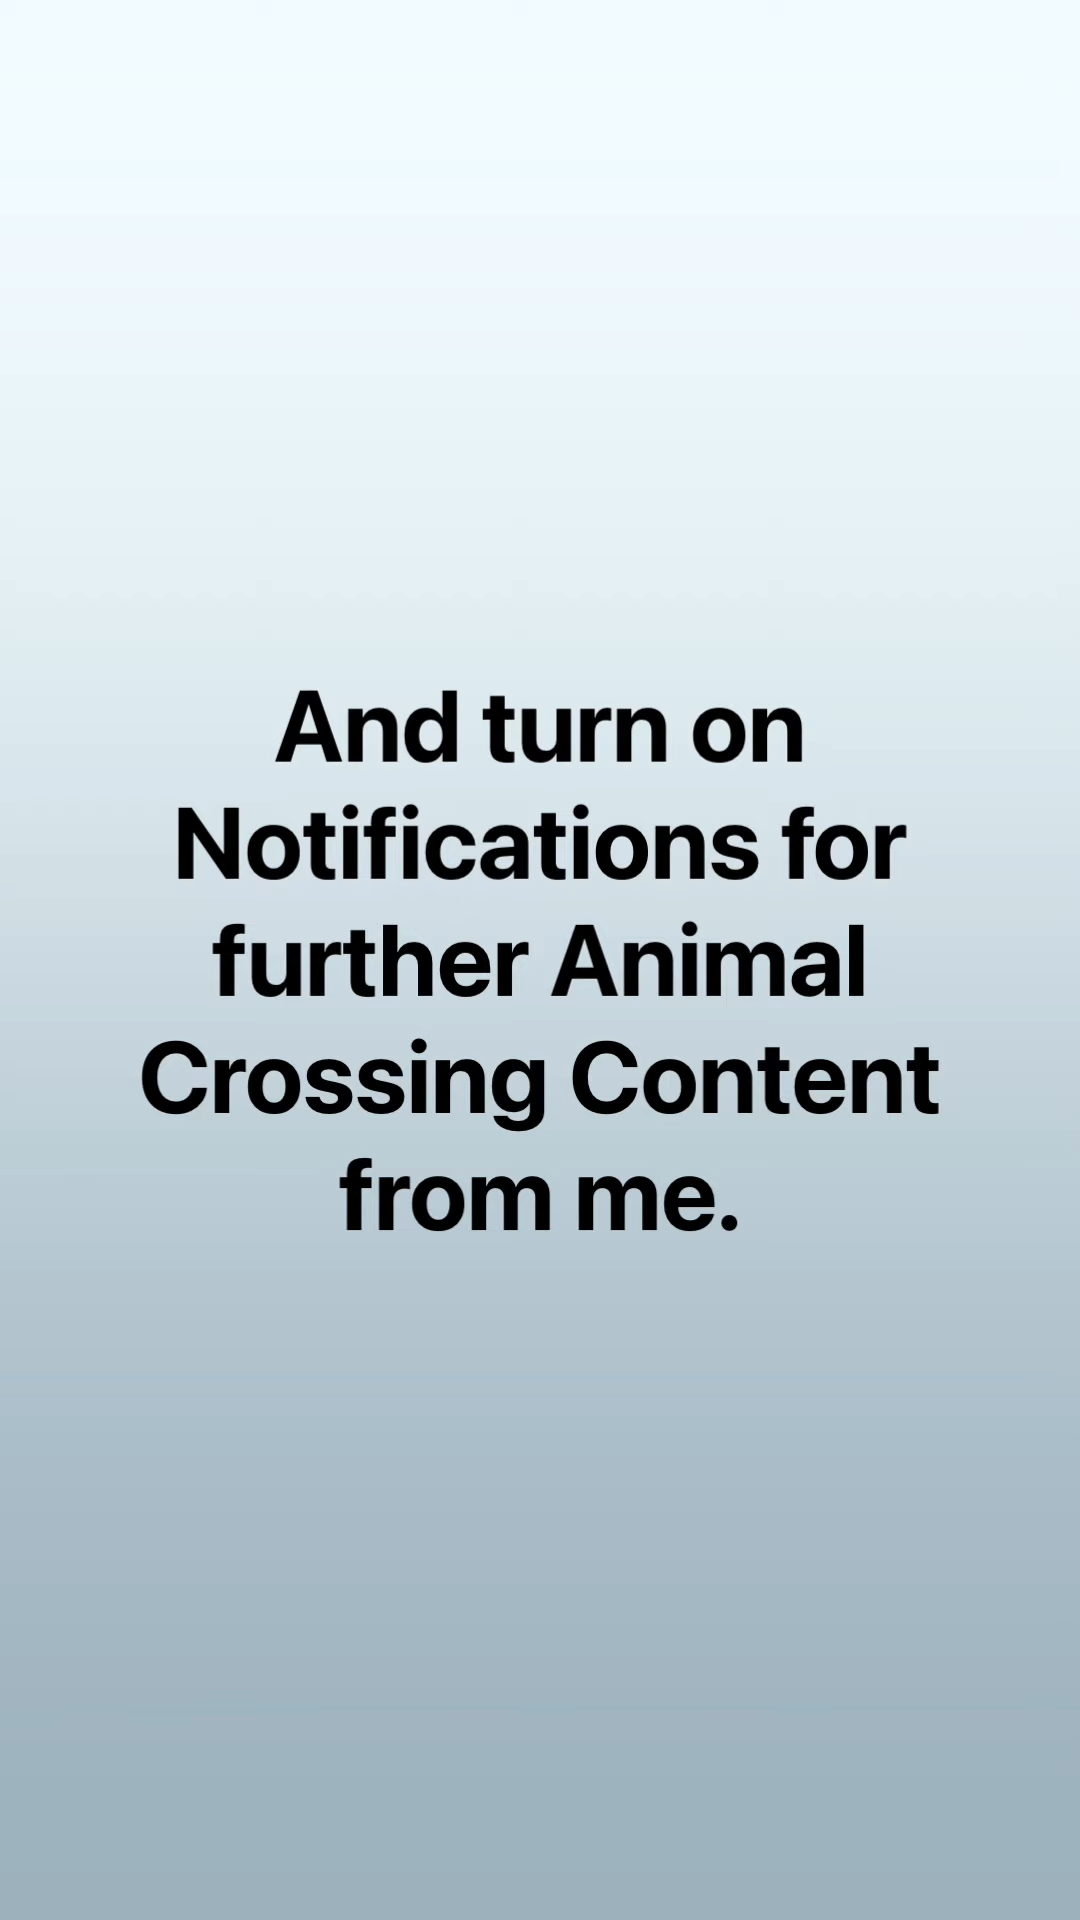 And turn on
Notifications for
further Animal
Crossing Content
from me.